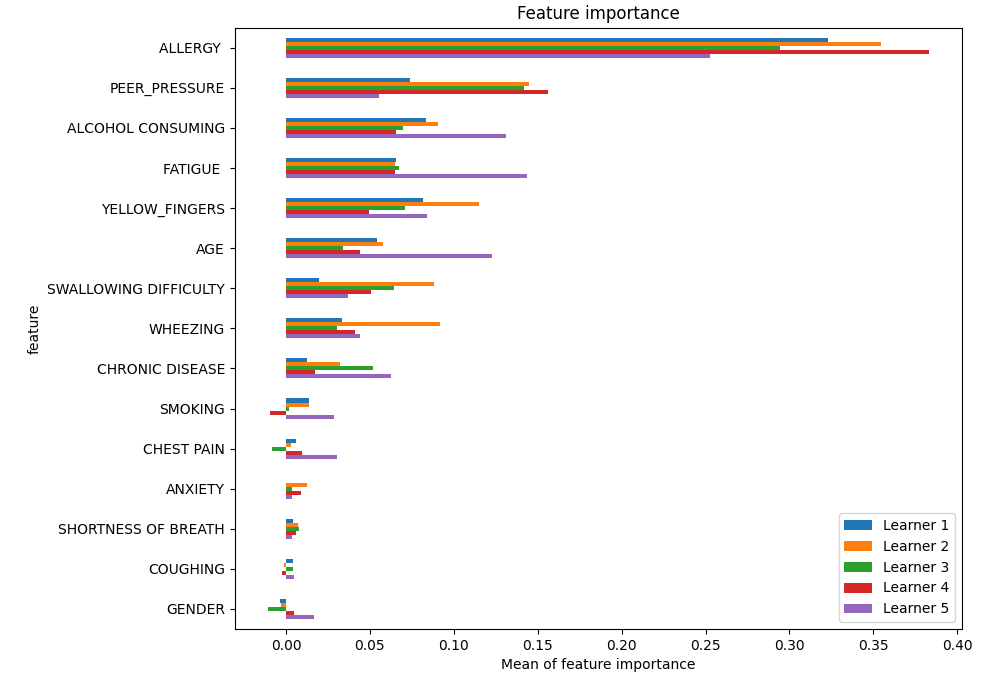 Feature importance
ALLERGY
PEER_PRESSURE
ALCOHOL CONSUMING
FATIGUE
YELLOW_FINGERS
AGE
SWALLOWING DIFFICULTY
WHEEZING
CHRONIC DISEASE
SMOKING
CHEST PAIN
ANXIETY
SHORTNESS OF BREATH
COUGHING
GENDER
feature
Learner 1
Learner 2
Learner 3
Learner 4
Learner 5
0.00 0.05 0.10 0.15 0.20 0.25 0.30 0.35 0.40
Mean of feature importance